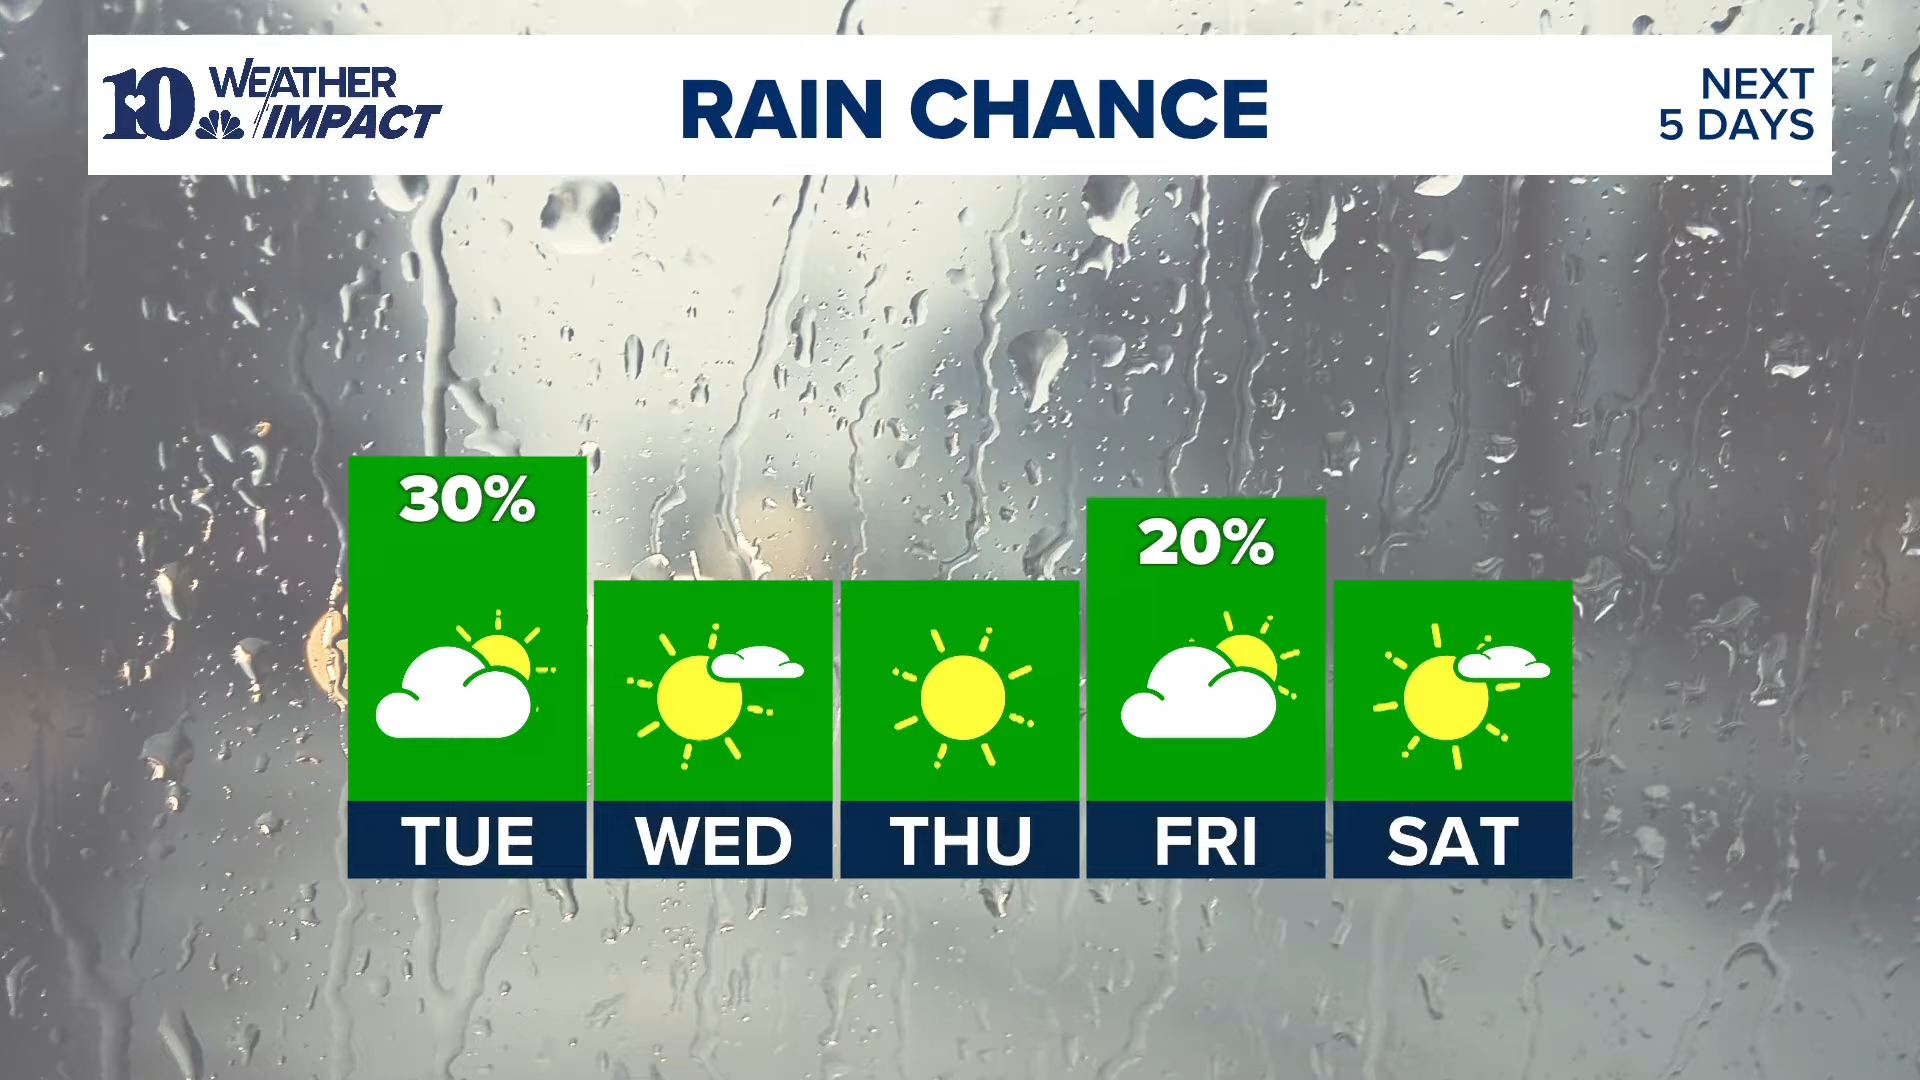 10 WEATHER
IMPACT
RAIN CHANCE
NEXT
5 DAYS
30%
20%
TUE
WED
THU
FRI
SAT